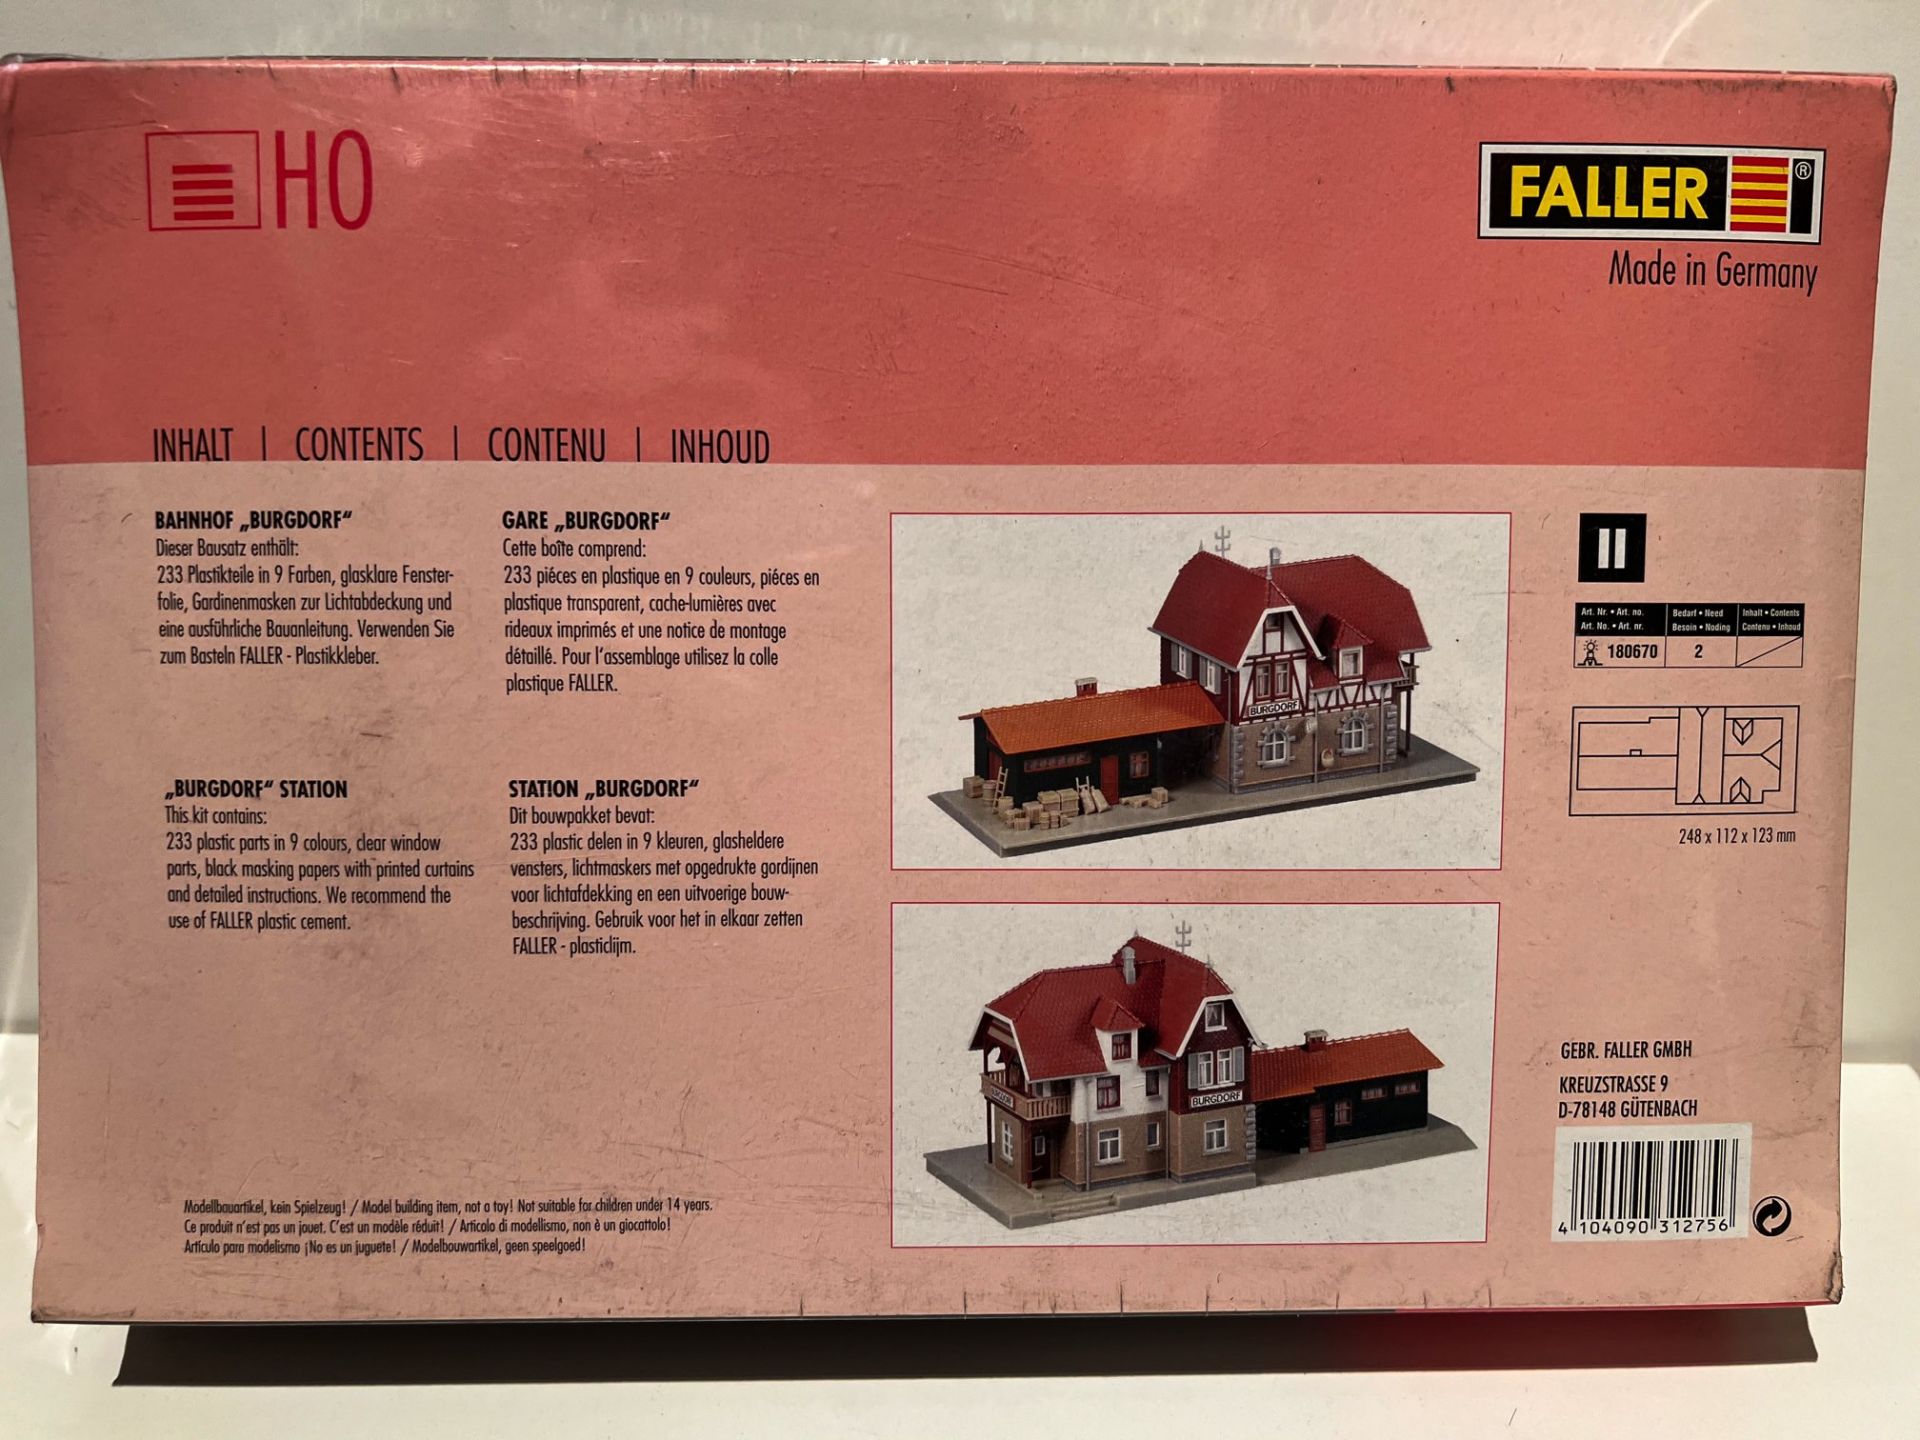 HO
FALLER ®
Made in Germany
INHALT | CONTENTS | CONTENU | INHOUD
BAHNHOF „BURGDORF“
Dieser Bausatz enthält:
233 Plastikteile in 9 Farben, glasklare Fenster-
folie, Gardinenmasken zur Lichtabdeckung und
eine ausführliche Bauanleitung. Verwenden Sie
zum Basteln FALLER - Plastikkleber.
GARE „BURGDORF“
Cette boîte comprend:
233 piéces en plastique en 9 couleurs, piéces en
plastique transparent, cache-lumières avec
rideaux imprimés et une notice de montage
détaillé. Pour l'assemblage utilisez la colle
plastique FALLER.
„BURGDORF“ STATION
This kit contains:
233 plastic parts in 9 colours, clear window
parts, black masking papers with printed curtains
and detailed instructions. We recommend the
use of FALLER plastic cement.
STATION „BURGDORF“
Dit bouwpakket bevat:
233 plastic delen in 9 kleuren, glasheldere
vensters, lichtmaskers met opgedrukte gordijnen
voor lichtafdekking en een uitvoerige bouw-
beschrijving. Gebruik voor het in elkaar zetten
FALLER - plasticlijm.
Modellbauartikel, kein Spielzeug! / Model building item, not a toy! Not suitable for children under 14 years.
Ce produit n'est pas un jouet. C'est un modèle réduit! / Articolo di modellismo, non è un giocattolo!
Artículo para modelismo ¡No es un juguete! / Modelbouwartikel, geen speelgoed!
BURGDORF
BURGDORF
II
Art. Nr. • Art. no.
Art. No. • Art. nr.
Bedarf • Need
Besoin • Noding
Inhalt • Contents
Contenu • Inhoud
180670 2
248 x 112 x 123 mm
GEBR. FALLER GMBH
KREUZSTRASSE 9
D-78148 GÜTENBACH
4 104090 312756